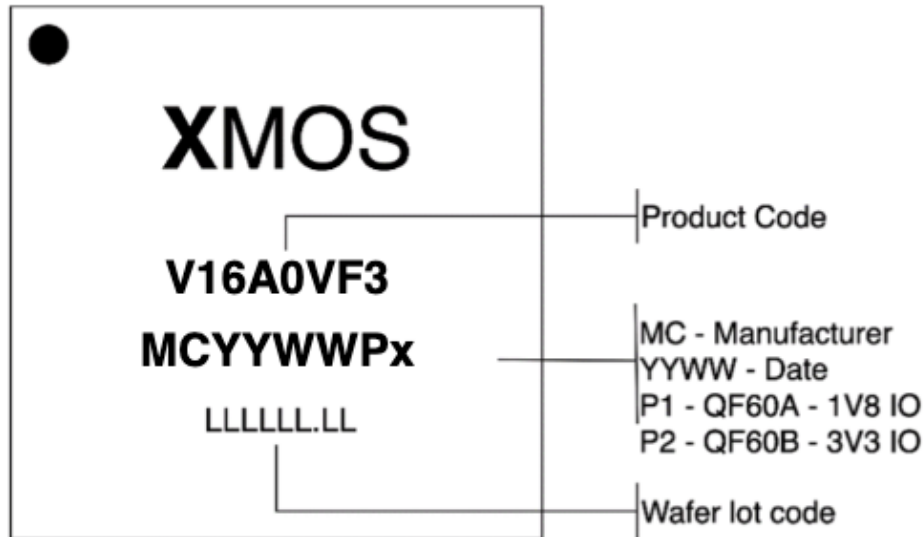 XMOS
Product Code
V16A0VF3
MCYYWWPx
MC - Manufacturer
YYWW - Date
P1 - QF60A - 1V8 IO
P2 - QF60B - 3V3 IO
LLLLLL.LL
Wafer lot code